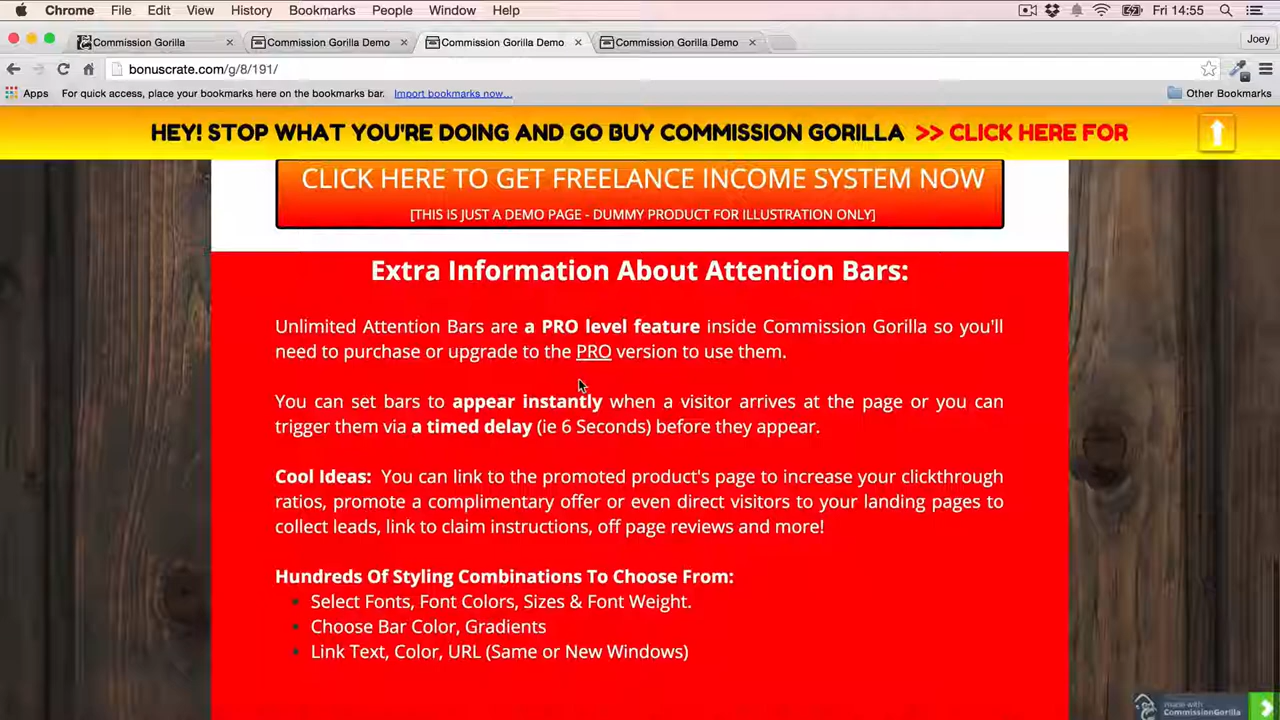 Chrome File Edit View History Bookmarks People Window Help Fri 14:55
Commission Gorilla Commission Gorilla Demo Commission Gorilla Demo Commission Gorilla Demo Joey
bonuscrate.com/g/8/191/
Apps For quick access, place your bookmarks here on the bookmarks bar. Import bookmarks now... Other Bookmarks
HEY! STOP WHAT YOU'RE DOING AND GO BUY COMMISSION GORILLA >> CLICK HERE FOR
CLICK HERE TO GET FREELANCE INCOME SYSTEM NOW
[THIS IS JUST A DEMO PAGE - DUMMY PRODUCT FOR ILLUSTRATION ONLY]
Extra Information About Attention Bars:
Unlimited Attention Bars are a PRO level feature inside Commission Gorilla so you'll
need to purchase or upgrade to the PRO version to use them.
You can set bars to appear instantly when a visitor arrives at the page or you can
trigger them via a timed delay (ie 6 Seconds) before they appear.
Cool Ideas: You can link to the promoted product's page to increase your clickthrough
ratios, promote a complimentary offer or even direct visitors to your landing pages to
collect leads, link to claim instructions, off page reviews and more!
Hundreds Of Styling Combinations To Choose From:
Select Fonts, Font Colors, Sizes & Font Weight.
Choose Bar Color, Gradients
Link Text, Color, URL (Same or New Windows)
made with
CommissionGorilla